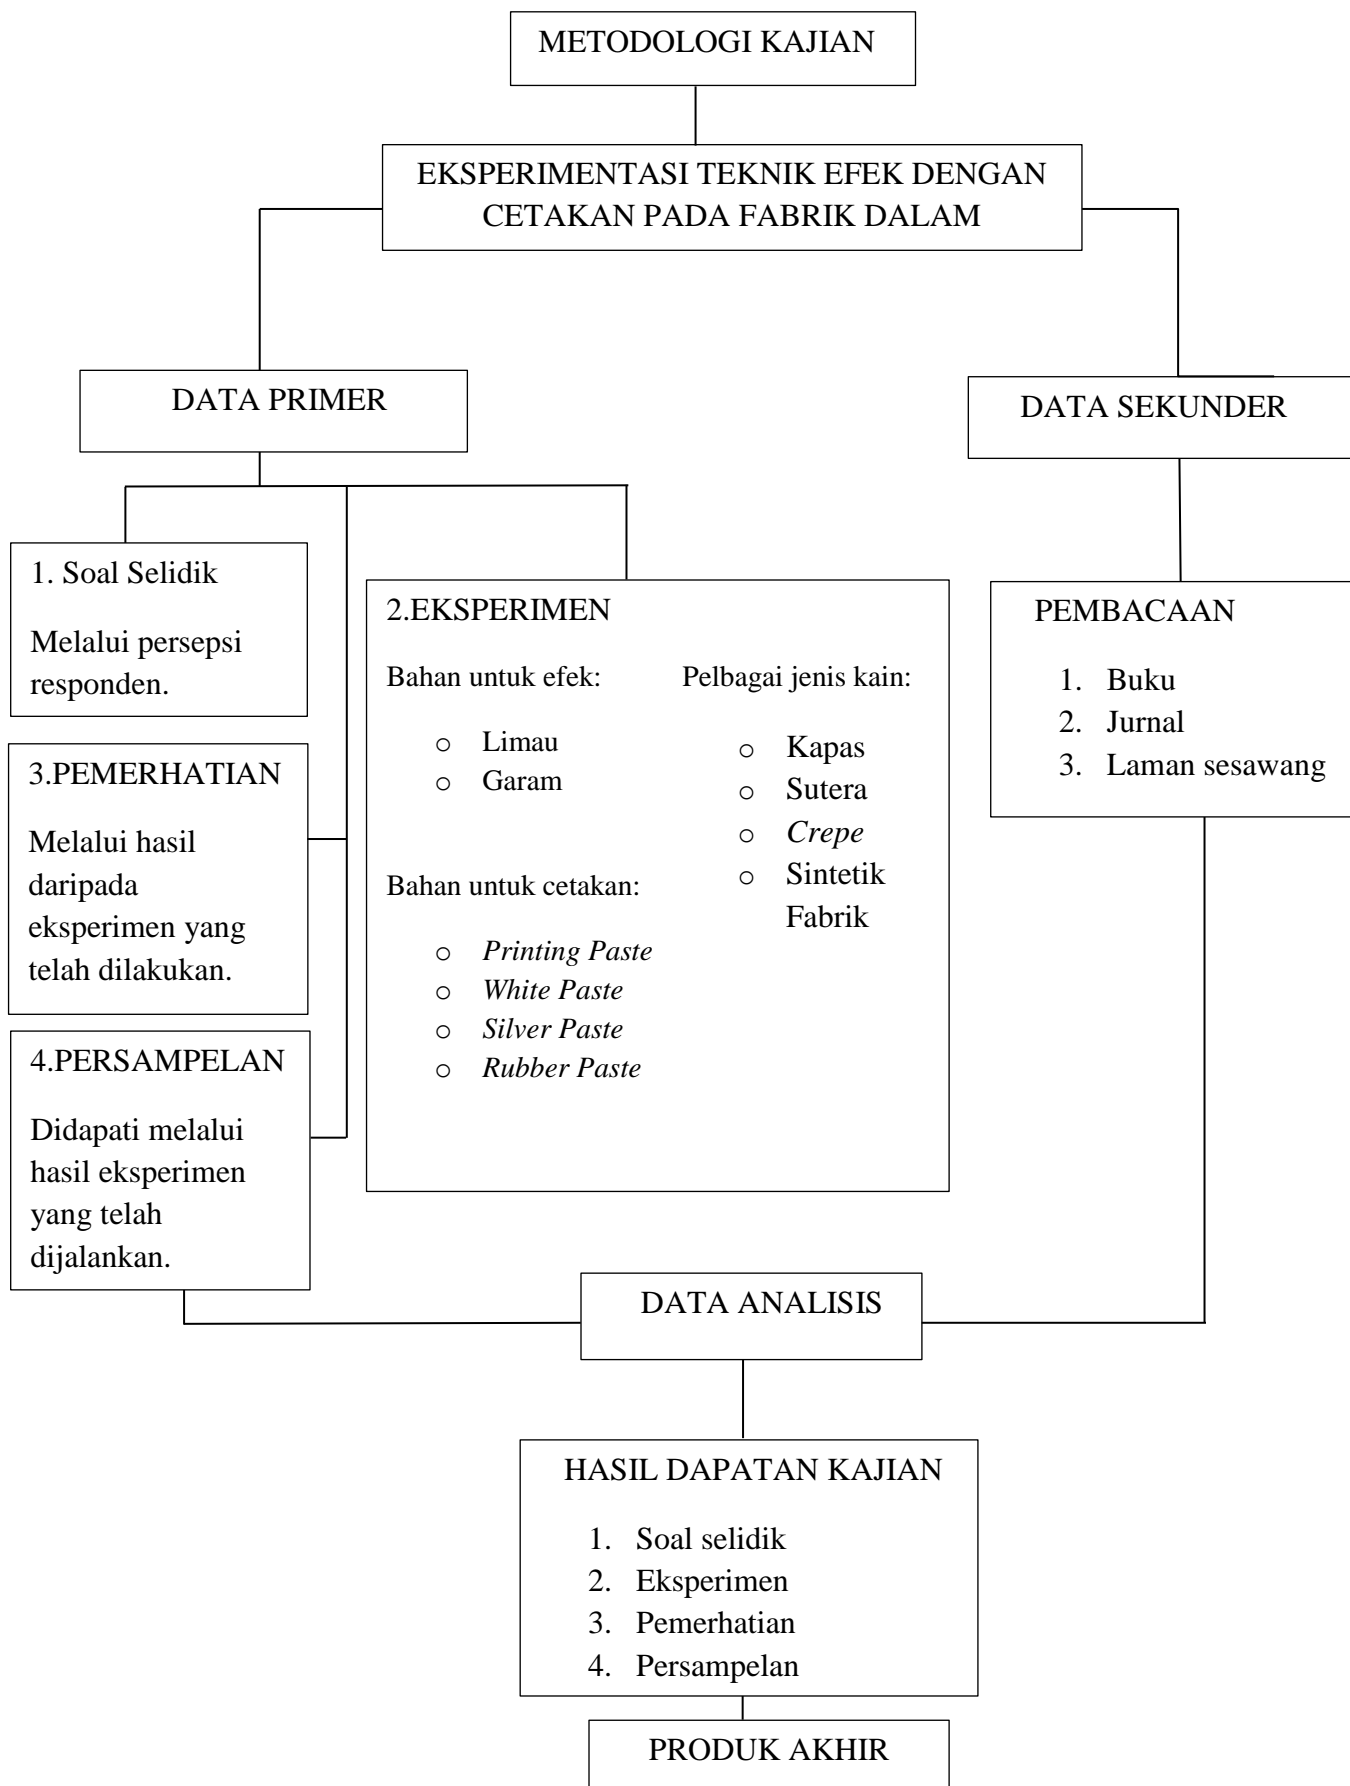 METODOLOGI KAJIAN
EKSPERIMENTASI TEKNIK EFEK DENGAN
CETAKAN PADA FABRIK DALAM
DATA PRIMER
DATA SEKUNDER
1. Soal Selidik
Melalui persepsi
responden.
2.EKSPERIMEN
Bahan untuk efek:
o Limau
o Garam
Bahan untuk cetakan:
o Printing Paste
o White Paste
o Silver Paste
o Rubber Paste
Pelbagai jenis kain:
o Kapas
o Sutera
o Crepe
o Sintetik
Fabrik
3.PEMERHATIAN
Melalui hasil
daripada
eksperimen yang
telah dilakukan.
4.PERSAMPELAN
Didapati melalui
hasil eksperimen
yang telah
dijalankan.
PEMBACAAN
1. Buku
2. Jurnal
3. Laman sesawang
DATA ANALISIS
HASIL DAPATAN KAJIAN
1. Soal selidik
2. Eksperimen
3. Pemerhatian
4. Persampelan
PRODUK AKHIR